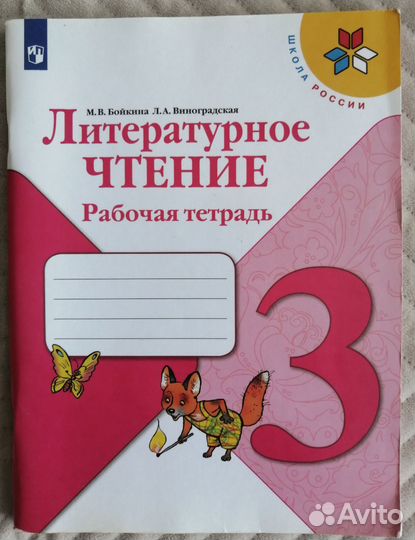 ШКОЛА РОССИИ
М.В. Бойкина Л.А. Виноградская
Литературное
ЧТЕНИЕ
Рабочая тетрадь
3
Avito